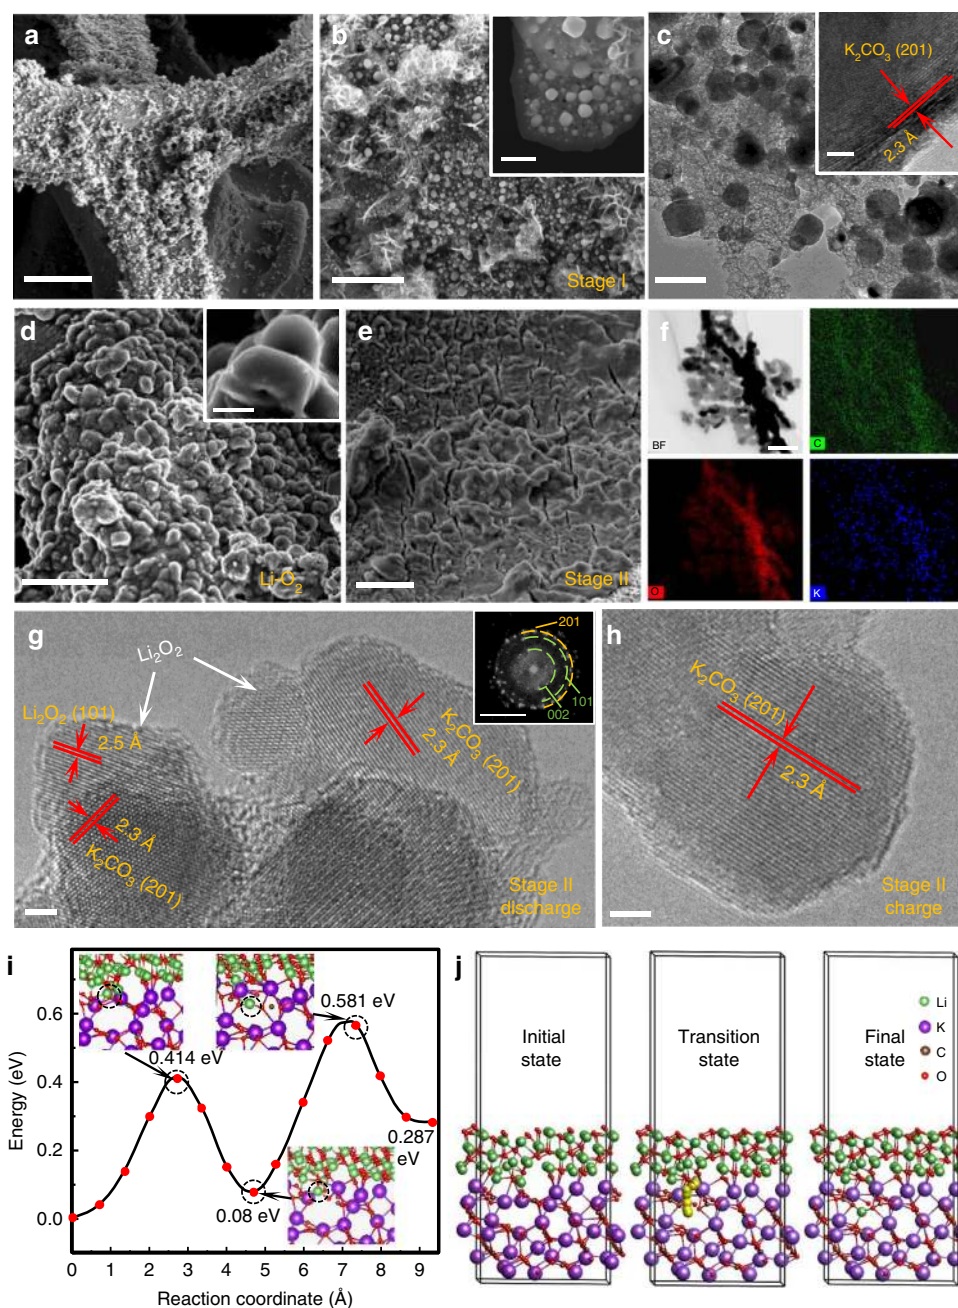 a
b
Stage I
c
K₂CO₃ (201)
2.3 Å
d
Li-O₂
e
Stage II
f
BF
C
O
K
g
Li₂O₂
Li₂O₂ (101)
2.5 Å
2.3 Å
K₂CO₃ (201)
K₂CO₃ (201)
2.3 Å
201
101
002
Stage II
discharge
h
K₂CO₃ (201)
2.3 Å
Stage II
charge
i
Energy (eV)
0.6
0.4
0.2
0.0
0.414 eV
0.581 eV
0.08 eV
0.287
eV
0 1 2 3 4 5 6 7 8 9
Reaction coordinate (Å)
j
Initial
state
Transition
state
Final
state
Li
K
C
O